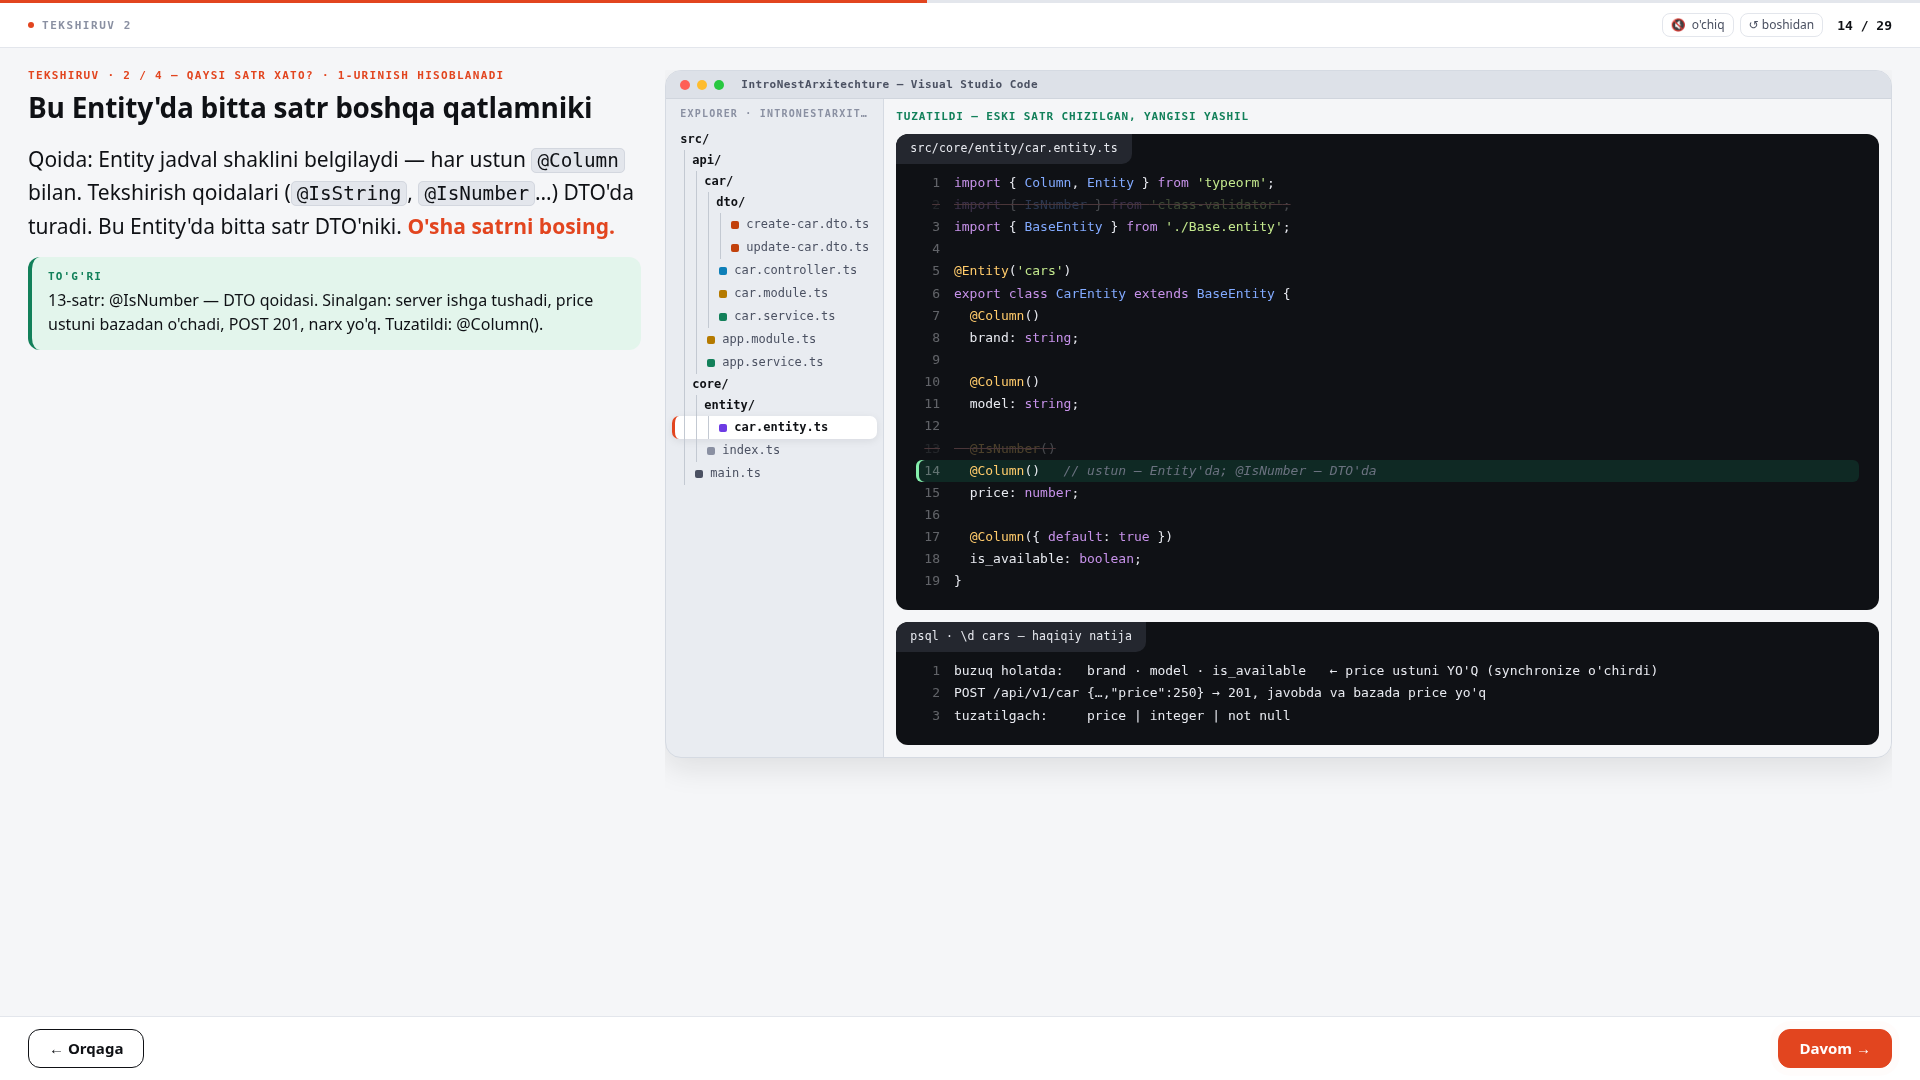 TEKSHIRUV 2
🔇 o'chiq
↺ boshidan
14 / 29
TEKSHIRUV · 2 / 4 — QAYSI SATR XATO? · 1-URINISH HISOBLANADI
Bu Entity'da bitta satr boshqa qatlamniki
Qoida: Entity jadval shaklini belgilaydi — har ustun @Column
bilan. Tekshirish qoidalari (@IsString, @IsNumber…) DTO'da
turadi. Bu Entity'da bitta satr DTO'niki. O'sha satrni bosing.
TO'G'RI
13-satr: @IsNumber — DTO qoidasi. Sinalgan: server ishga tushadi, price
ustuni bazadan o'chadi, POST 201, narx yo'q. Tuzatildi: @Column().
IntroNestArxitechture — Visual Studio Code
EXPLORER · INTRONESTARXIT…
src/
api/
car/
dto/
create-car.dto.ts
update-car.dto.ts
car.controller.ts
car.module.ts
car.service.ts
app.module.ts
app.service.ts
core/
entity/
car.entity.ts
index.ts
main.ts
TUZATILDI — ESKI SATR CHIZILGAN, YANGISI YASHIL
src/core/entity/car.entity.ts
1 import { Column, Entity } from 'typeorm';
2 import { IsNumber } from 'class-validator';
3 import { BaseEntity } from './Base.entity';
4
5 @Entity('cars')
6 export class CarEntity extends BaseEntity {
7 @Column()
8 brand: string;
9
10 @Column()
11 model: string;
12
13 @IsNumber()
14 @Column() // ustun — Entity'da; @IsNumber — DTO'da
15 price: number;
16
17 @Column({ default: true })
18 is_available: boolean;
19 }
psql · \d cars — haqiqiy natija
1 buzuq holatda: brand · model · is_available ← price ustuni YO'Q (synchronize o'chirdi)
2 POST /api/v1/car {…,"price":250} → 201, javobda va bazada price yo'q
3 tuzatilgach: price | integer | not null
← Orqaga
Davom →